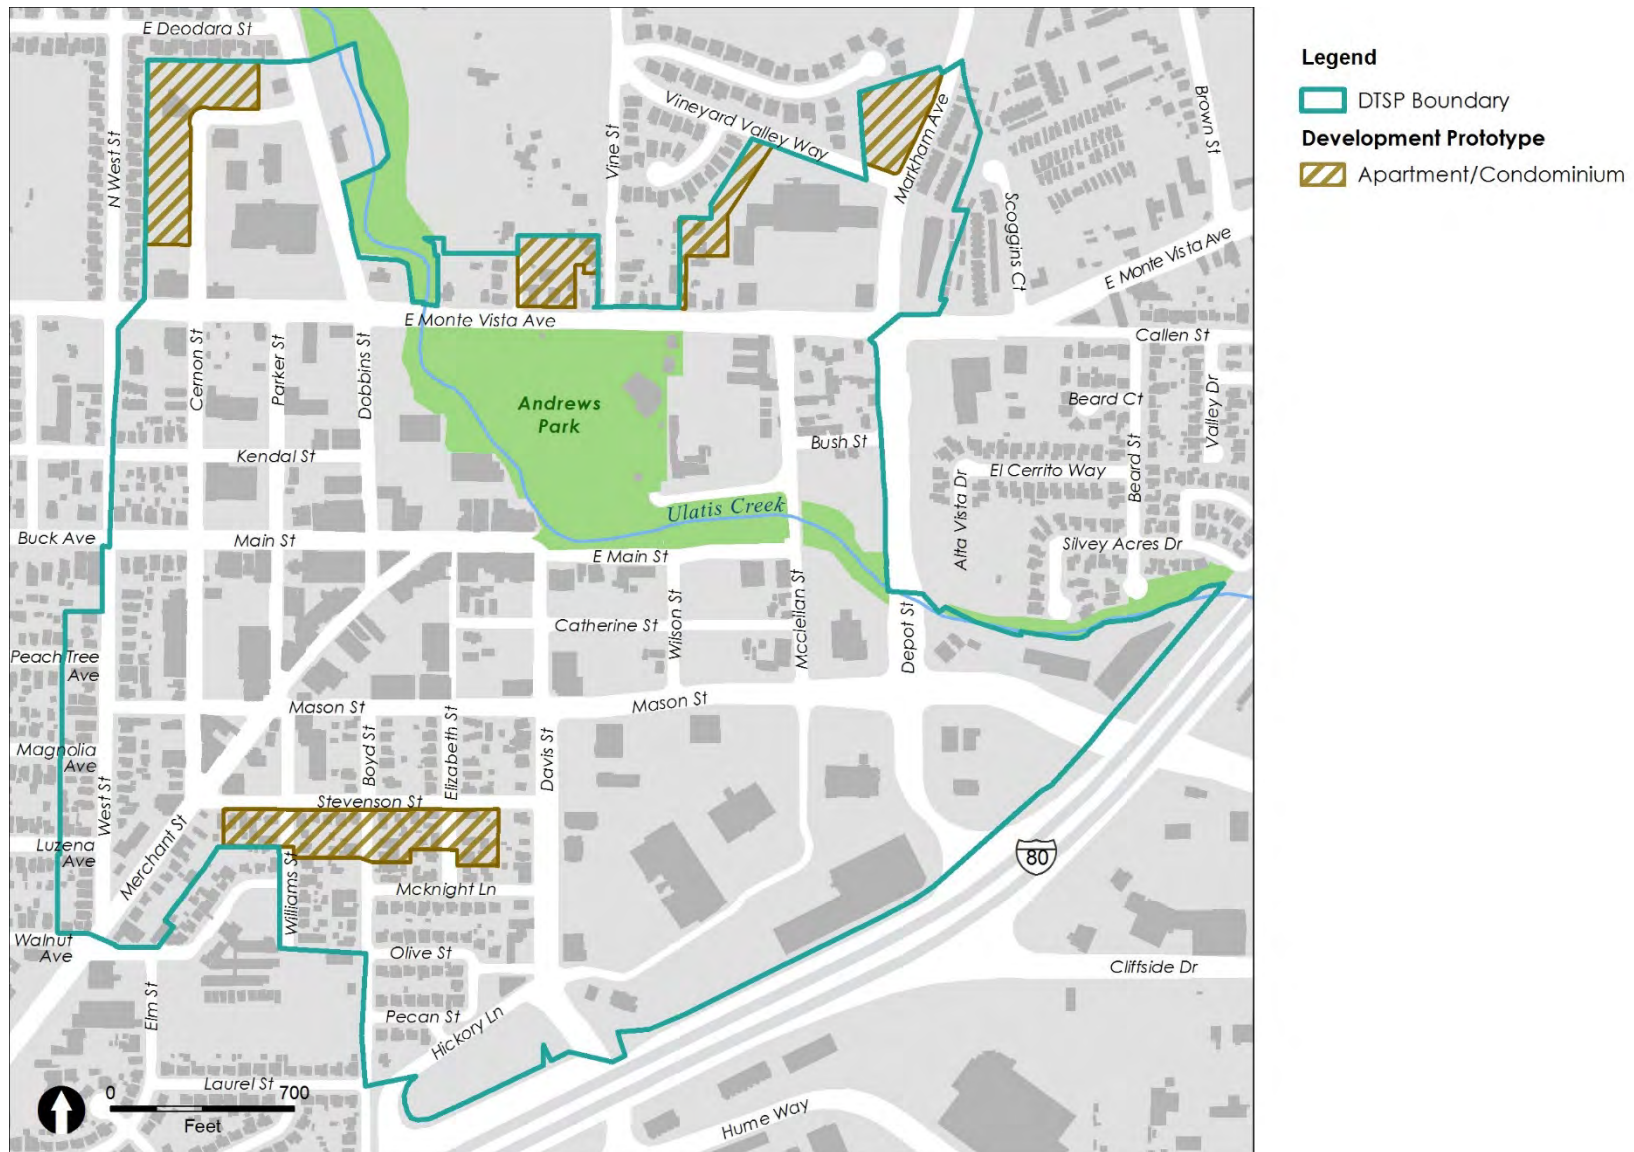 E Deodara St
Legend
DTSP Boundary
Development Prototype
Apartment/Condominium
N West St
Vine St
Vineyard Valley Way
Markham Ave
Brown St
Scoggins Ct
E Monte Vista Ave
E Monte Vista Ave
Callen St
Cernon St
Parker St
Dobbins St
Andrews
Park
Beard Ct
Valley Dr
Bush St
Kendal St
El Cerrito Way
Beard St
Alta Vista Dr
Ulatis Creek
Buck Ave
Main St
E Main St
Silvey Acres Dr
Wilson St
Mcclellan St
Catherine St
Depot St
Peach Tree
Ave
Mason St
Mason St
Boyd St
Elizabeth St
Davis St
Magnolia
Ave
West St
Stevenson St
Merchant St
Luzena
Ave
80
Williams St
Mcknight Ln
Walnut
Ave
Olive St
Cliffside Dr
Elm St
Pecan St
Hickory Ln
Laurel St
0
700
Feet
Hume Way